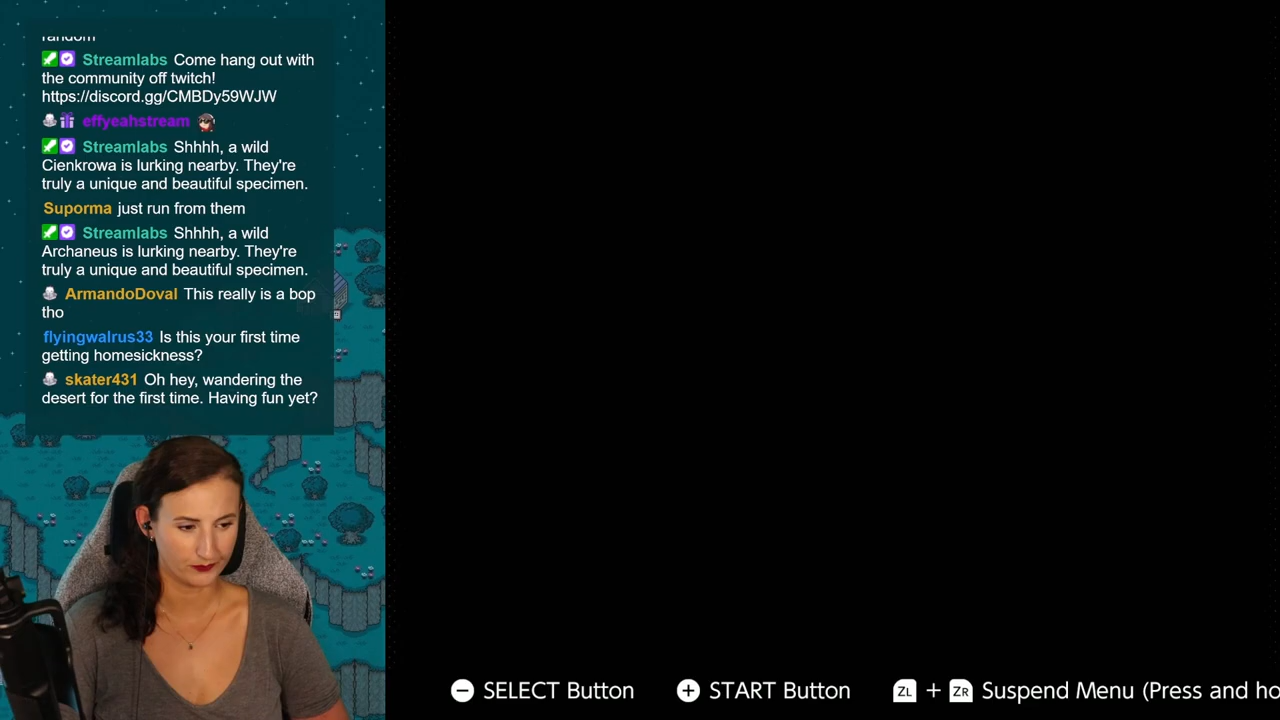 random
Streamlabs Come hang out with
the community off twitch!
https://discord.gg/CMBDy59WJW
effyeahstream
Streamlabs Shhhh, a wild
Cienkrowa is lurking nearby. They're
truly a unique and beautiful specimen.
Suporma just run from them
Streamlabs Shhhh, a wild
Archaneus is lurking nearby. They're
truly a unique and beautiful specimen.
ArmandoDoval This really is a bop
tho
flyingwalrus33 Is this your first time
getting homesickness?
skater431 Oh hey, wandering the
desert for the first time. Having fun yet?
SELECT Button + START Button ZL + ZR Suspend Menu (Press and ho